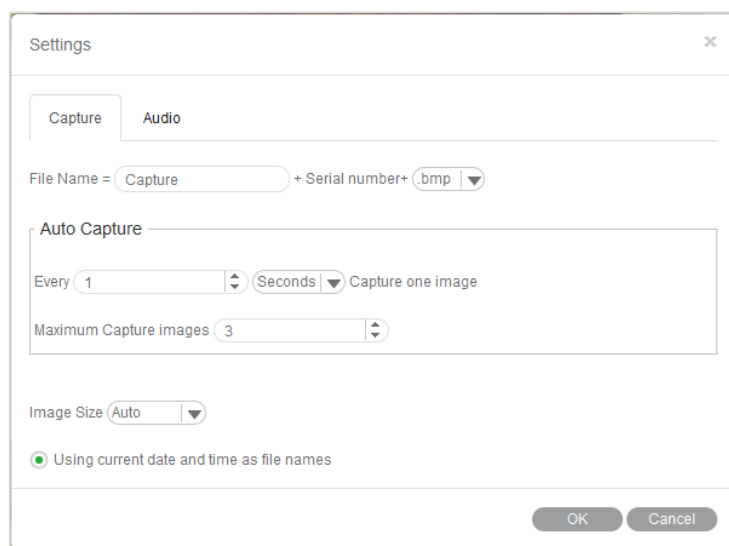 Settings
Capture Audio
File Name = Capture + Serial number+ .bmp
Auto Capture
Every 1 Seconds Capture one image
Maximum Capture images 3
Image Size Auto
Using current date and time as file names
OK Cancel